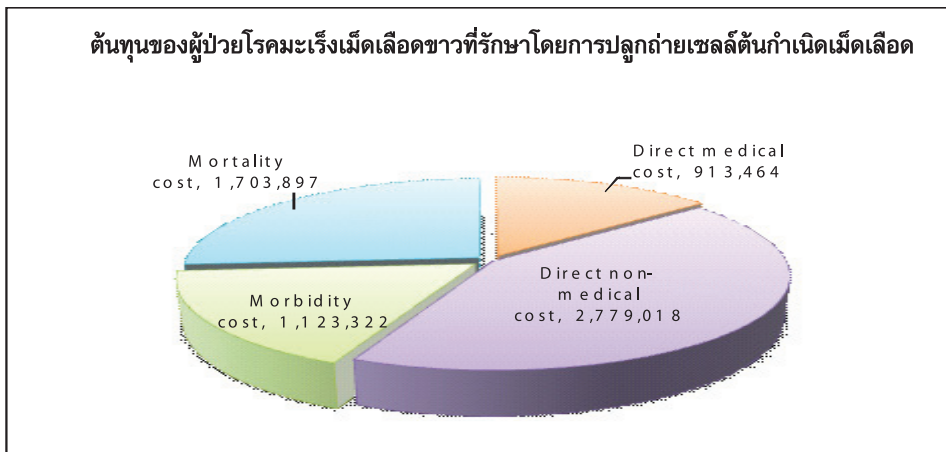 ต้นทุนของผู้ป่วยโรคมะเร็งเม็ดเลือดขาวที่รักษาโดยการปลูกถ่ายเซลล์ต้นกำเนิดเม็ดเลือด
Mortality
cost, 1,703,897
Direct medical
cost, 913,464
Direct non-
medical
cost, 2,779,018
Morbidity
cost, 1,123,322